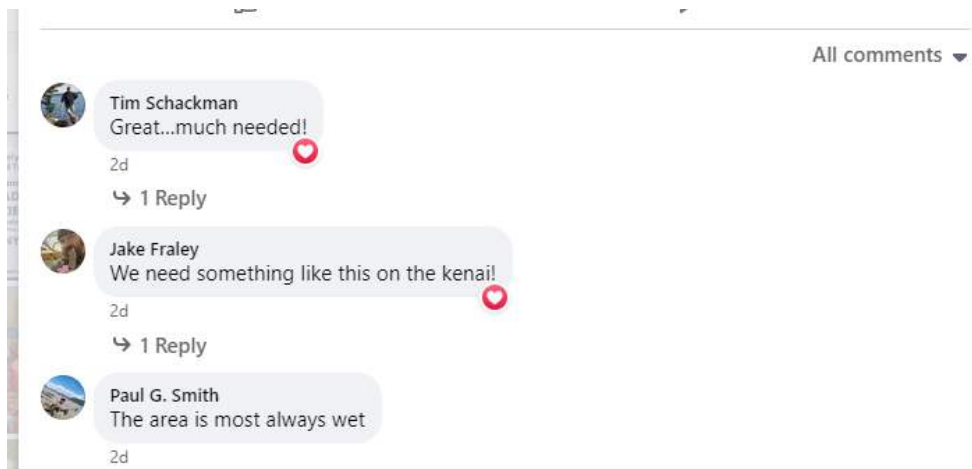 All comments
Tim Schackman
Great...much needed!
2d
1 Reply
Jake Fraley
We need something like this on the kenai!
2d
1 Reply
Paul G. Smith
The area is most always wet
2d